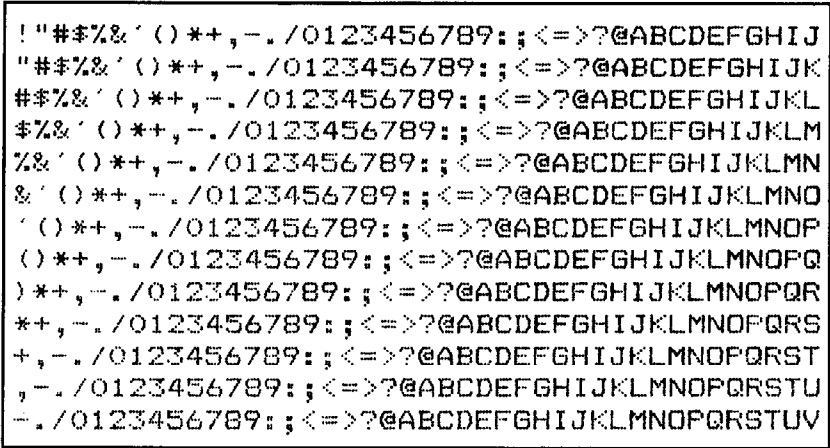 !"#$%&´()*+,-./0123456789:;<=>?@ABCDEFGHIJ
"#$%&´()*+,-./0123456789:;<=>?@ABCDEFGHIJK
#$%&´()*+,-./0123456789:;<=>?@ABCDEFGHIJKL
$%&´()*+,-./0123456789:;<=>?@ABCDEFGHIJKLM
%&´()*+,-./0123456789:;<=>?@ABCDEFGHIJKLMN
&´()*+,-./0123456789:;<=>?@ABCDEFGHIJKLMNO
´()*+,-./0123456789:;<=>?@ABCDEFGHIJKLMNOP
()*+,-./0123456789:;<=>?@ABCDEFGHIJKLMNOPQ
)*+,-./0123456789:;<=>?@ABCDEFGHIJKLMNOPQR
*+,-./0123456789:;<=>?@ABCDEFGHIJKLMNOPQRS
+,-./0123456789:;<=>?@ABCDEFGHIJKLMNOPQRST
,-./0123456789:;<=>?@ABCDEFGHIJKLMNOPQRSTU
-./0123456789:;<=>?@ABCDEFGHIJKLMNOPQRSTUV